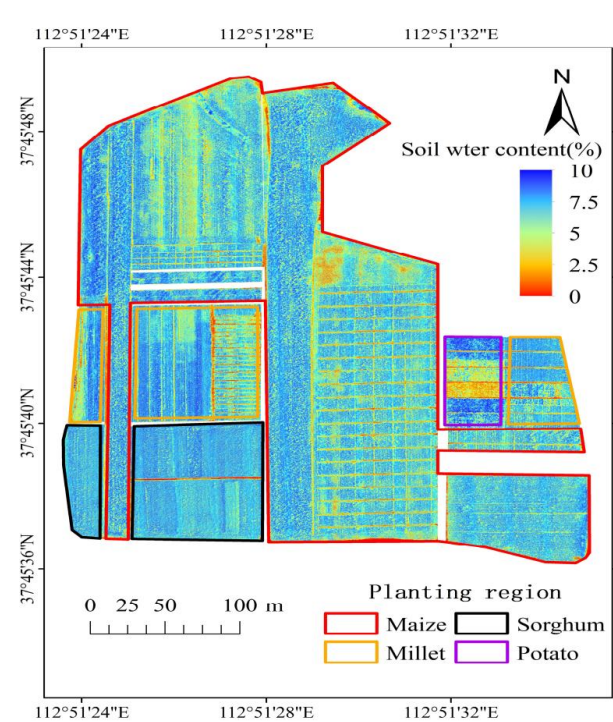 112°51'24"E 112°51'28"E 112°51'32"E
N
37°45'48"N
Soil wter content(%)
10
7.5
5
2.5
0
37°45'44"N
37°45'40"N
37°45'36"N
0 25 50 100 m
Planting region
Maize Sorghum
Millet Potato
112°51'24"E 112°51'28"E 112°51'32"E